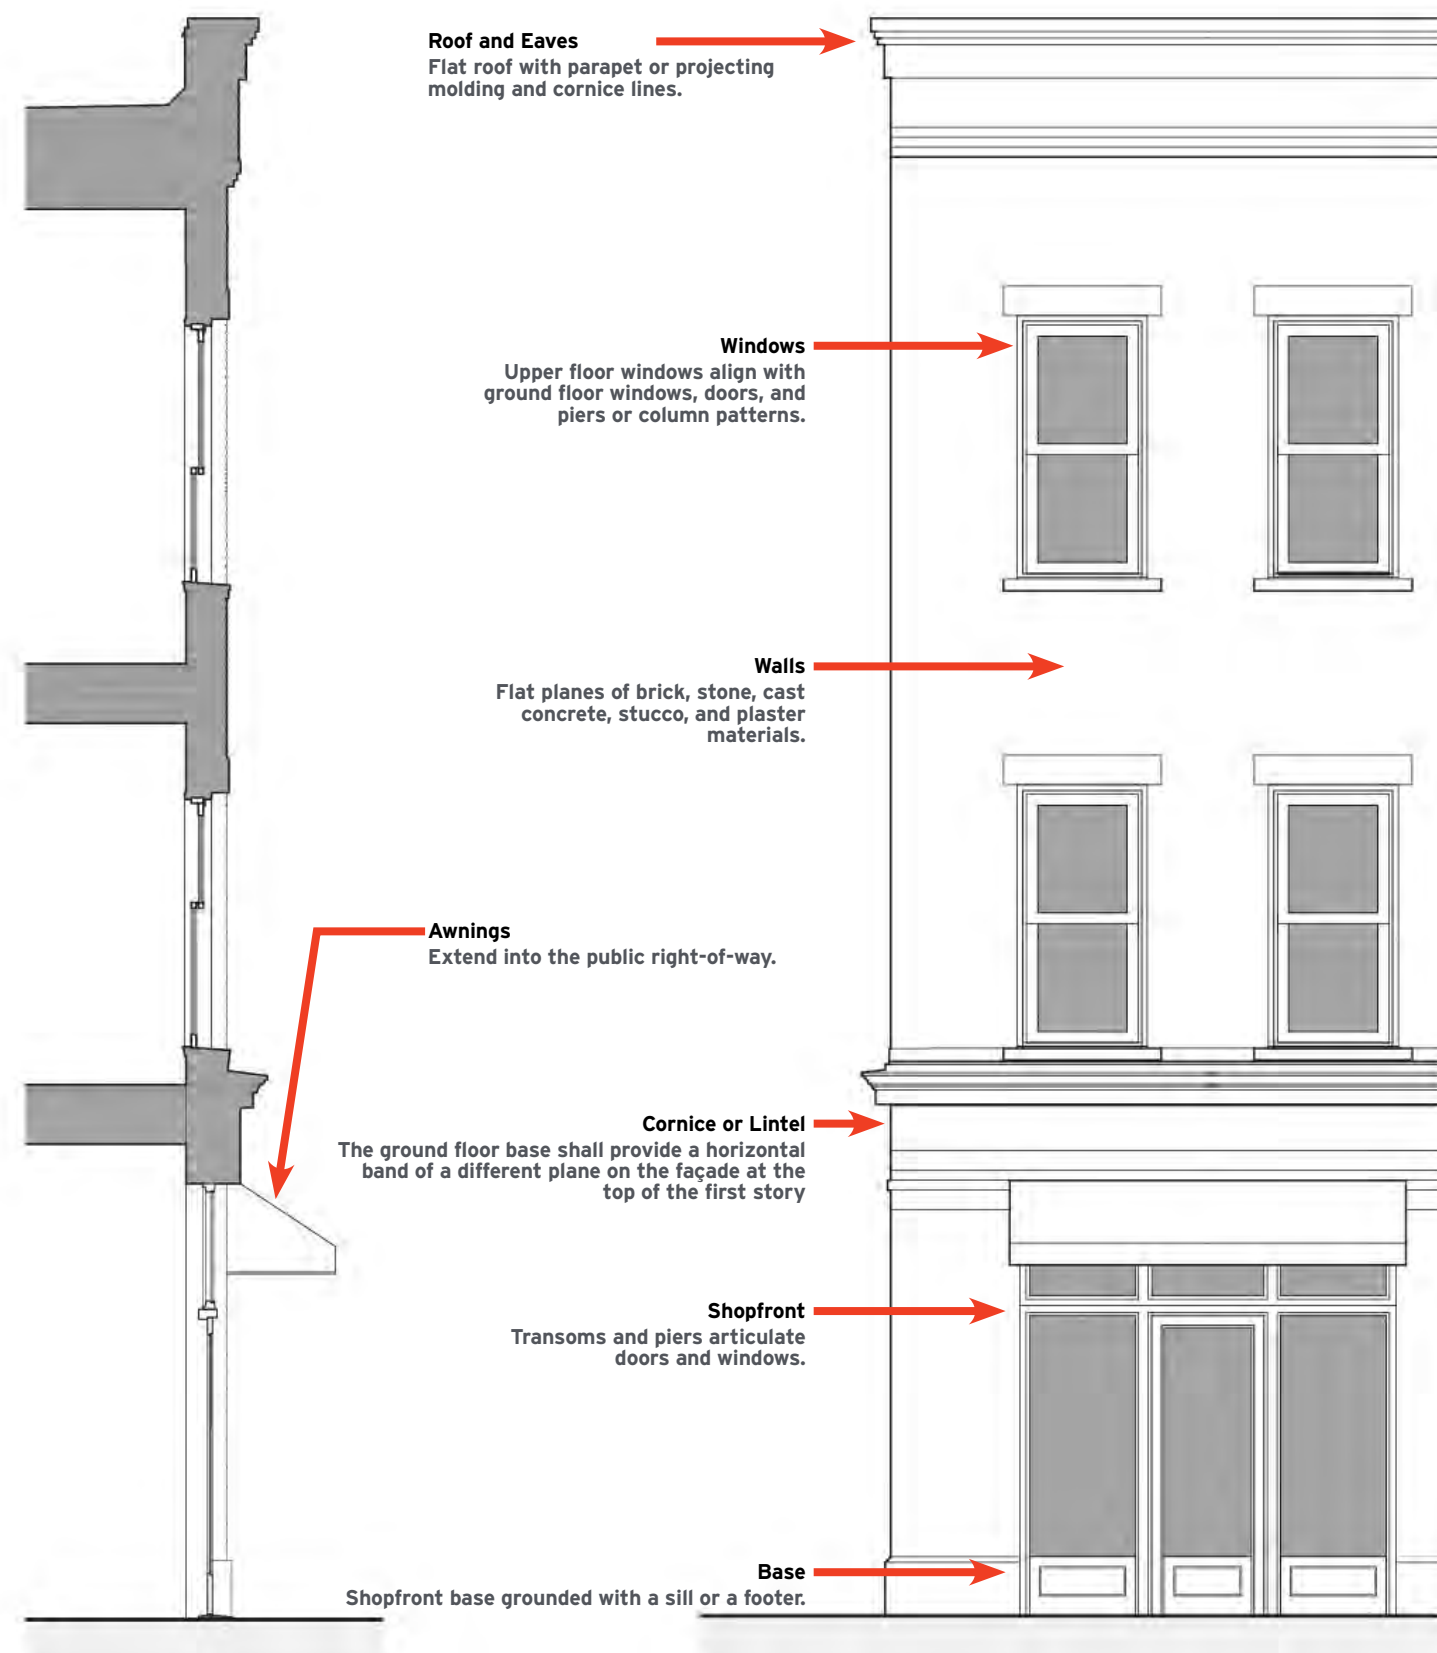 Roof and Eaves
Flat roof with parapet or projecting
molding and cornice lines.
Windows
Upper floor windows align with
ground floor windows, doors, and
piers or column patterns.
Walls
Flat planes of brick, stone, cast
concrete, stucco, and plaster
materials.
Awnings
Extend into the public right-of-way.
Cornice or Lintel
The ground floor base shall provide a horizontal
band of a different plane on the façade at the
top of the first story
Shopfront
Transoms and piers articulate
doors and windows.
Base
Shopfront base grounded with a sill or a footer.